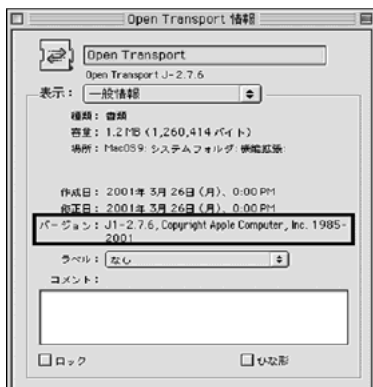 Open Transport 情報
Open Transport
Open Transport J-2.7.6
表示： 一般情報
種類： 書類
容量： 1.2 MB （1,260,414 バイト）
場所： MacOS9: システムフォルダ: 機能拡張:
作成日： 2001年 3月 26日（月）、0:00 PM
修正日： 2001年 3月 26日（月）、0:00 PM
バージョン： J1-2.7.6, Copyright Apple Computer, Inc. 1985-
2001
ラベル： なし
コメント：
ロック ひな形